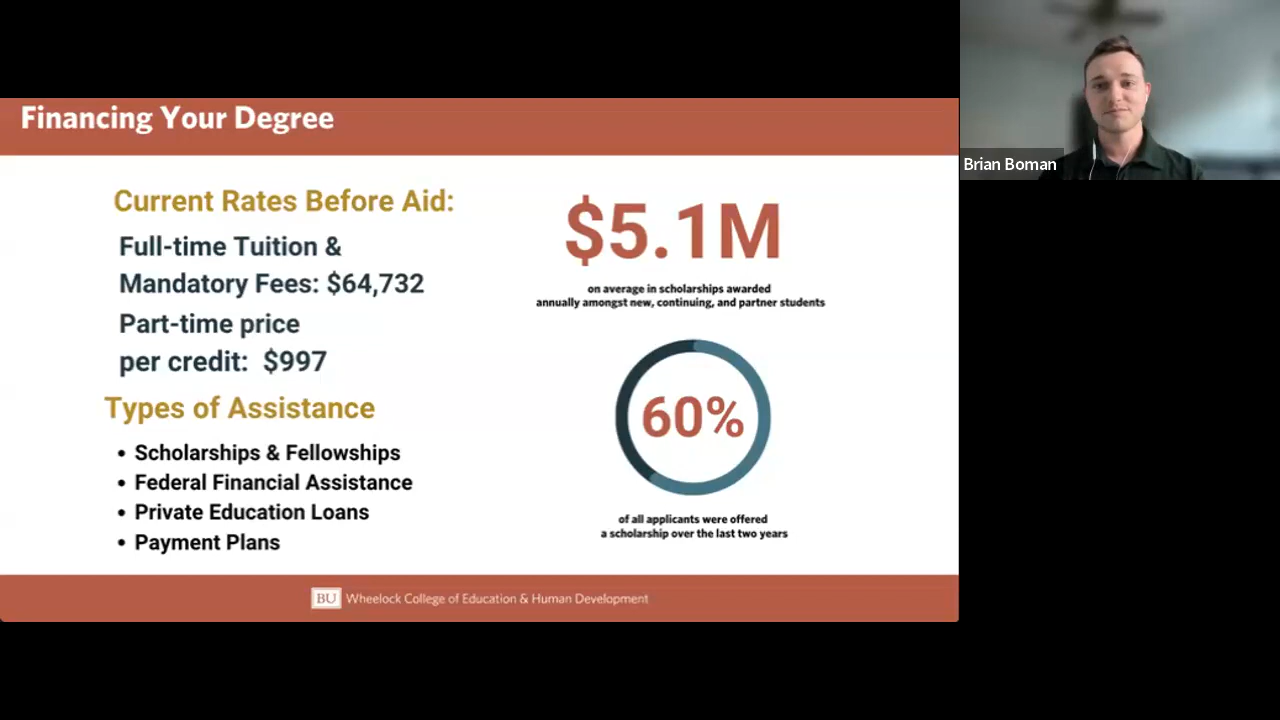 Financing Your Degree
Current Rates Before Aid:
Full-time Tuition &
Mandatory Fees: $64,732
Part-time price
per credit: $997
Types of Assistance
• Scholarships & Fellowships
• Federal Financial Assistance
• Private Education Loans
• Payment Plans
$5.1M
on average in scholarships awarded
annually amongst new, continuing, and partner students
60%
of all applicants were offered
a scholarship over the last two years
BU Wheelock College of Education & Human Development
Brian Boman